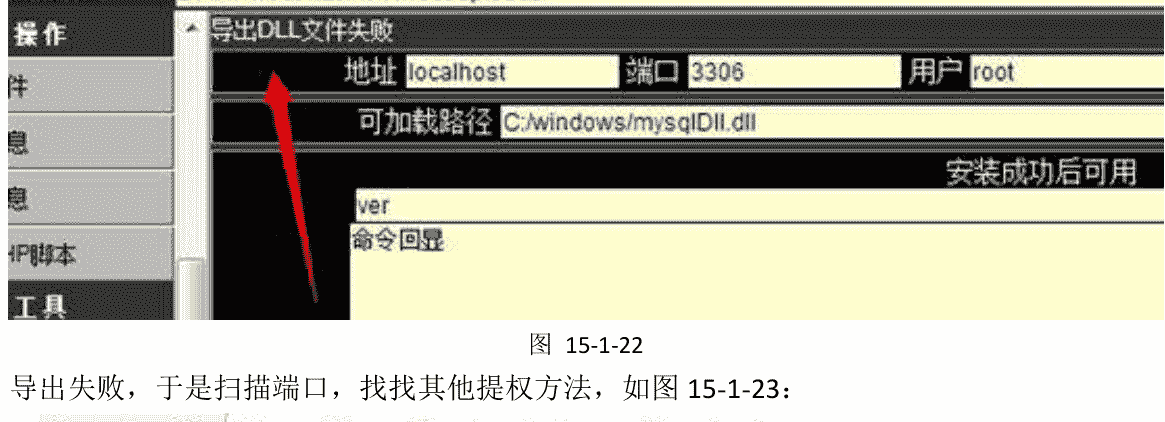 操作
导出DLL文件失败
件
地址 localhost 端口 3306 用户 root
可加载路径 C:/windows/mysqlDll.dll
息
安装成功后可用
息
ver
命令回显
HP脚本
工具
图 15-1-22
导出失败，于是扫描端口，找找其他提权方法，如图 15-1-23：